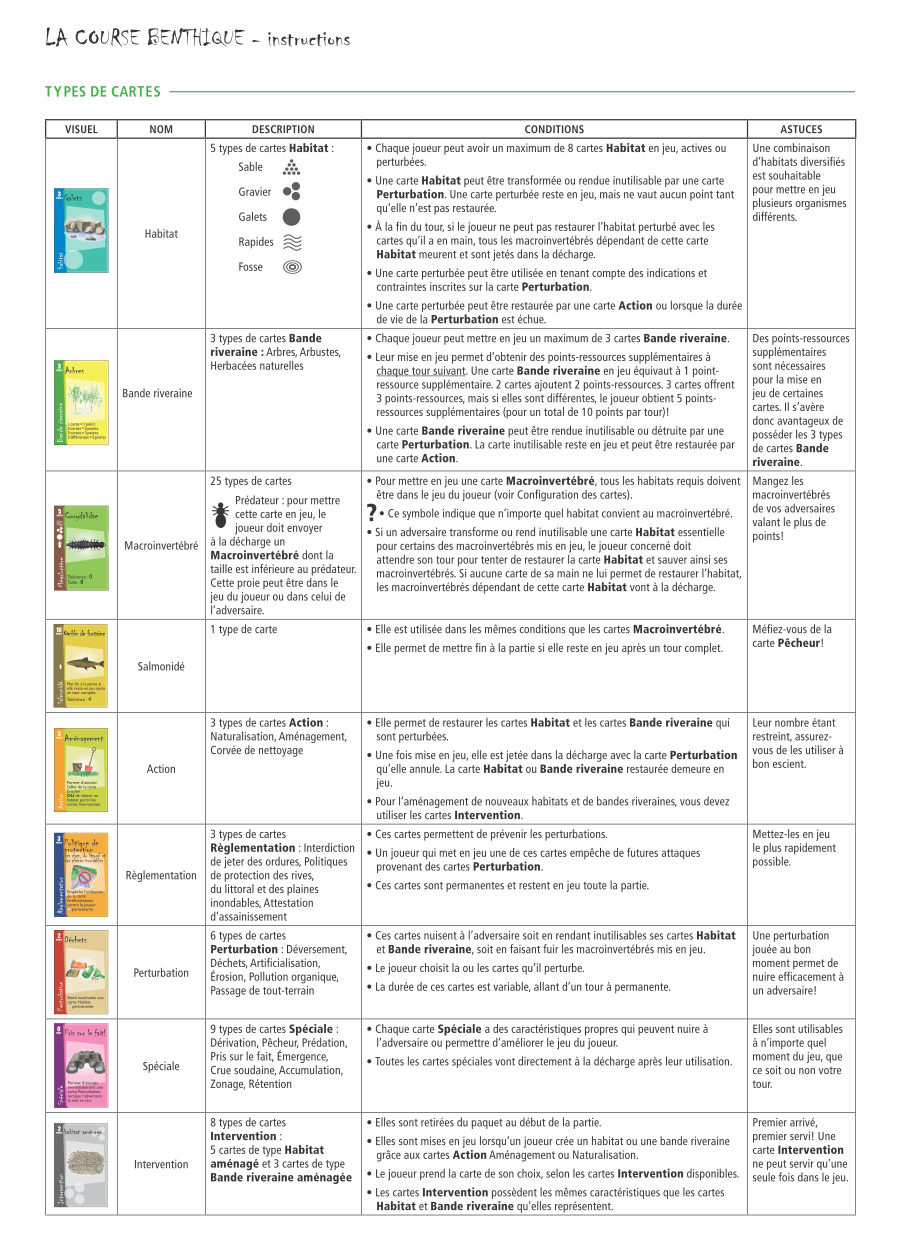 LA COURSE BENTHIQUE - instructions
TYPES DE CARTES
VISUEL NOM DESCRIPTION CONDITIONS ASTUCES
Galets
Habitat
Habitat
5 types de cartes Habitat :
Sable
Gravier
Galets
Rapides
Fosse
• Chaque joueur peut avoir un maximum de 8 cartes Habitat en jeu, actives ou
perturbées.
• Une carte Habitat peut être transformée ou rendue inutilisable par une carte
Perturbation. Une carte perturbée reste en jeu, mais ne vaut aucun point tant
qu'elle n'est pas restaurée.
• À la fin du tour, si le joueur ne peut pas restaurer l'habitat perturbé avec les
cartes qu'il a en main, tous les macroinvertébrés dépendant de cette carte
Habitat meurent et sont jetés dans la décharge.
• Une carte perturbée peut être utilisée en tenant compte des indications et
contraintes inscrites sur la carte Perturbation.
• Une carte perturbée peut être restaurée par une carte Action ou lorsque la durée
de vie de la Perturbation est échue.
Une combinaison
d'habitats diversifiés
est souhaitable
pour mettre en jeu
plusieurs organismes
différents.
Arbres
Bande riveraine
Bande riveraine
3 types de cartes Bande
riveraine : Arbres, Arbustes,
Herbacées naturelles
• Chaque joueur peut mettre en jeu un maximum de 3 cartes Bande riveraine.
• Leur mise en jeu permet d'obtenir des points-ressources supplémentaires à
chaque tour suivant. Une carte Bande riveraine en jeu équivaut à 1 point-
ressource supplémentaire. 2 cartes ajoutent 2 points-ressources. 3 cartes offrent
3 points-ressources, mais si elles sont différentes, le joueur obtient 5 points-
ressources supplémentaires (pour un total de 10 points par tour)!
• Une carte Bande riveraine peut être rendue inutilisable ou détruite par une
carte Perturbation. La carte inutilisable reste en jeu et peut être restaurée par
une carte Action.
Des points-ressources
supplémentaires
sont nécessaires
pour la mise en
jeu de certaines
cartes. Il s'avère
donc avantageux de
posséder les 3 types
de cartes Bande
riveraine.
Corydalidae
Tolérance : 0
Taille : 8
Macroinvertébré
25 types de cartes
Prédateur : pour mettre
cette carte en jeu, le
joueur doit envoyer
à la décharge un
Macroinvertébré dont la
taille est inférieure au prédateur.
Cette proie peut être dans le
jeu du joueur ou dans celui de
l'adversaire.
• Pour mettre en jeu une carte Macroinvertébré, tous les habitats requis doivent
être dans le jeu du joueur (voir Configuration des cartes).
? • Ce symbole indique que n'importe quel habitat convient au macroinvertébré.
• Si un adversaire transforme ou rend inutilisable une carte Habitat essentielle
pour certains des macroinvertébrés mis en jeu, le joueur concerné doit
attendre son tour pour tenter de restaurer la carte Habitat et sauver ainsi ses
macroinvertébrés. Si aucune carte de sa main ne lui permet de restaurer l'habitat,
les macroinvertébrés dépendant de cette carte Habitat vont à la décharge.
Mangez les
macroinvertébrés
de vos adversaires
valant le plus de
points!
Omble de fontaine
Met fin à la partie si
elle reste en jeu après
un tour complet
Tolérance : 4
Salmonidé
Salmonidé
1 type de carte
• Elle est utilisée dans les mêmes conditions que les cartes Macroinvertébré.
• Elle permet de mettre fin à la partie si elle reste en jeu après un tour complet.
Méfiez-vous de la
carte Pêcheur!
Aménagement
Action
Action
3 types de cartes Action :
Naturalisation, Aménagement,
Corvée de nettoyage
• Elle permet de restaurer les cartes Habitat et les cartes Bande riveraine qui
sont perturbées.
• Une fois mise en jeu, elle est jetée dans la décharge avec la carte Perturbation
qu'elle annule. La carte Habitat ou Bande riveraine restaurée demeure en
jeu.
• Pour l'aménagement de nouveaux habitats et de bandes riveraines, vous devez
utiliser les cartes Intervention.
Leur nombre étant
restreint, assurez-
vous de les utiliser à
bon escient.
Politique de
protection
Règlementation
Règlementation
3 types de cartes
Règlementation : Interdiction
de jeter des ordures, Politiques
de protection des rives,
du littoral et des plaines
inondables, Attestation
d'assainissement
• Ces cartes permettent de prévenir les perturbations.
• Un joueur qui met en jeu une de ces cartes empêche de futures attaques
provenant des cartes Perturbation.
• Ces cartes sont permanentes et restent en jeu toute la partie.
Mettez-les en jeu
le plus rapidement
possible.
Déchets
Rend inutilisable une
carte Habitat
permanente
Perturbation
Perturbation
6 types de cartes
Perturbation : Déversement,
Déchets, Artificialisation,
Érosion, Pollution organique,
Passage de tout-terrain
• Ces cartes nuisent à l'adversaire soit en rendant inutilisables ses cartes Habitat
et Bande riveraine, soit en faisant fuir les macroinvertébrés mis en jeu.
• Le joueur choisit la ou les cartes qu'il perturbe.
• La durée de ces cartes est variable, allant d'un tour à permanente.
Une perturbation
jouée au bon
moment permet de
nuire efficacement à
un adversaire!
Pris sur le fait!
Spéciale
Spéciale
9 types de cartes Spéciale :
Dérivation, Pêcheur, Prédation,
Pris sur le fait, Émergence,
Crue soudaine, Accumulation,
Zonage, Rétention
• Chaque carte Spéciale a des caractéristiques propres qui peuvent nuire à
l'adversaire ou permettre d'améliorer le jeu du joueur.
• Toutes les cartes spéciales vont directement à la décharge après leur utilisation.
Elles sont utilisables
à n'importe quel
moment du jeu, que
ce soit ou non votre
tour.
Habitat aménagé
Intervention
Intervention
8 types de cartes
Intervention :
5 cartes de type Habitat
aménagé et 3 cartes de type
Bande riveraine aménagée
• Elles sont retirées du paquet au début de la partie.
• Elles sont mises en jeu lorsqu'un joueur crée un habitat ou une bande riveraine
grâce aux cartes Action Aménagement ou Naturalisation.
• Le joueur prend la carte de son choix, selon les cartes Intervention disponibles.
• Les cartes Intervention possèdent les mêmes caractéristiques que les cartes
Habitat et Bande riveraine qu'elles représentent.
Premier arrivé,
premier servi! Une
carte Intervention
ne peut servir qu'une
seule fois dans le jeu.